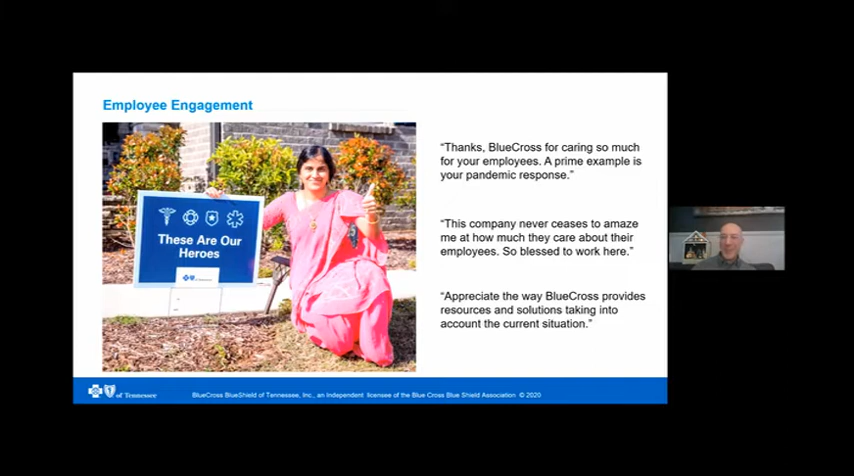 Employee Engagement
These Are Our
Heroes
“Thanks, BlueCross for caring so much
for your employees. A prime example is
your pandemic response.”
“This company never ceases to amaze
me at how much they care about their
employees. So blessed to work here.”
“Appreciate the way BlueCross provides
resources and solutions taking into
account the current situation.”
of Tennessee
BlueCross BlueShield of Tennessee, Inc., an Independent licensee of the Blue Cross Blue Shield Association © 2020